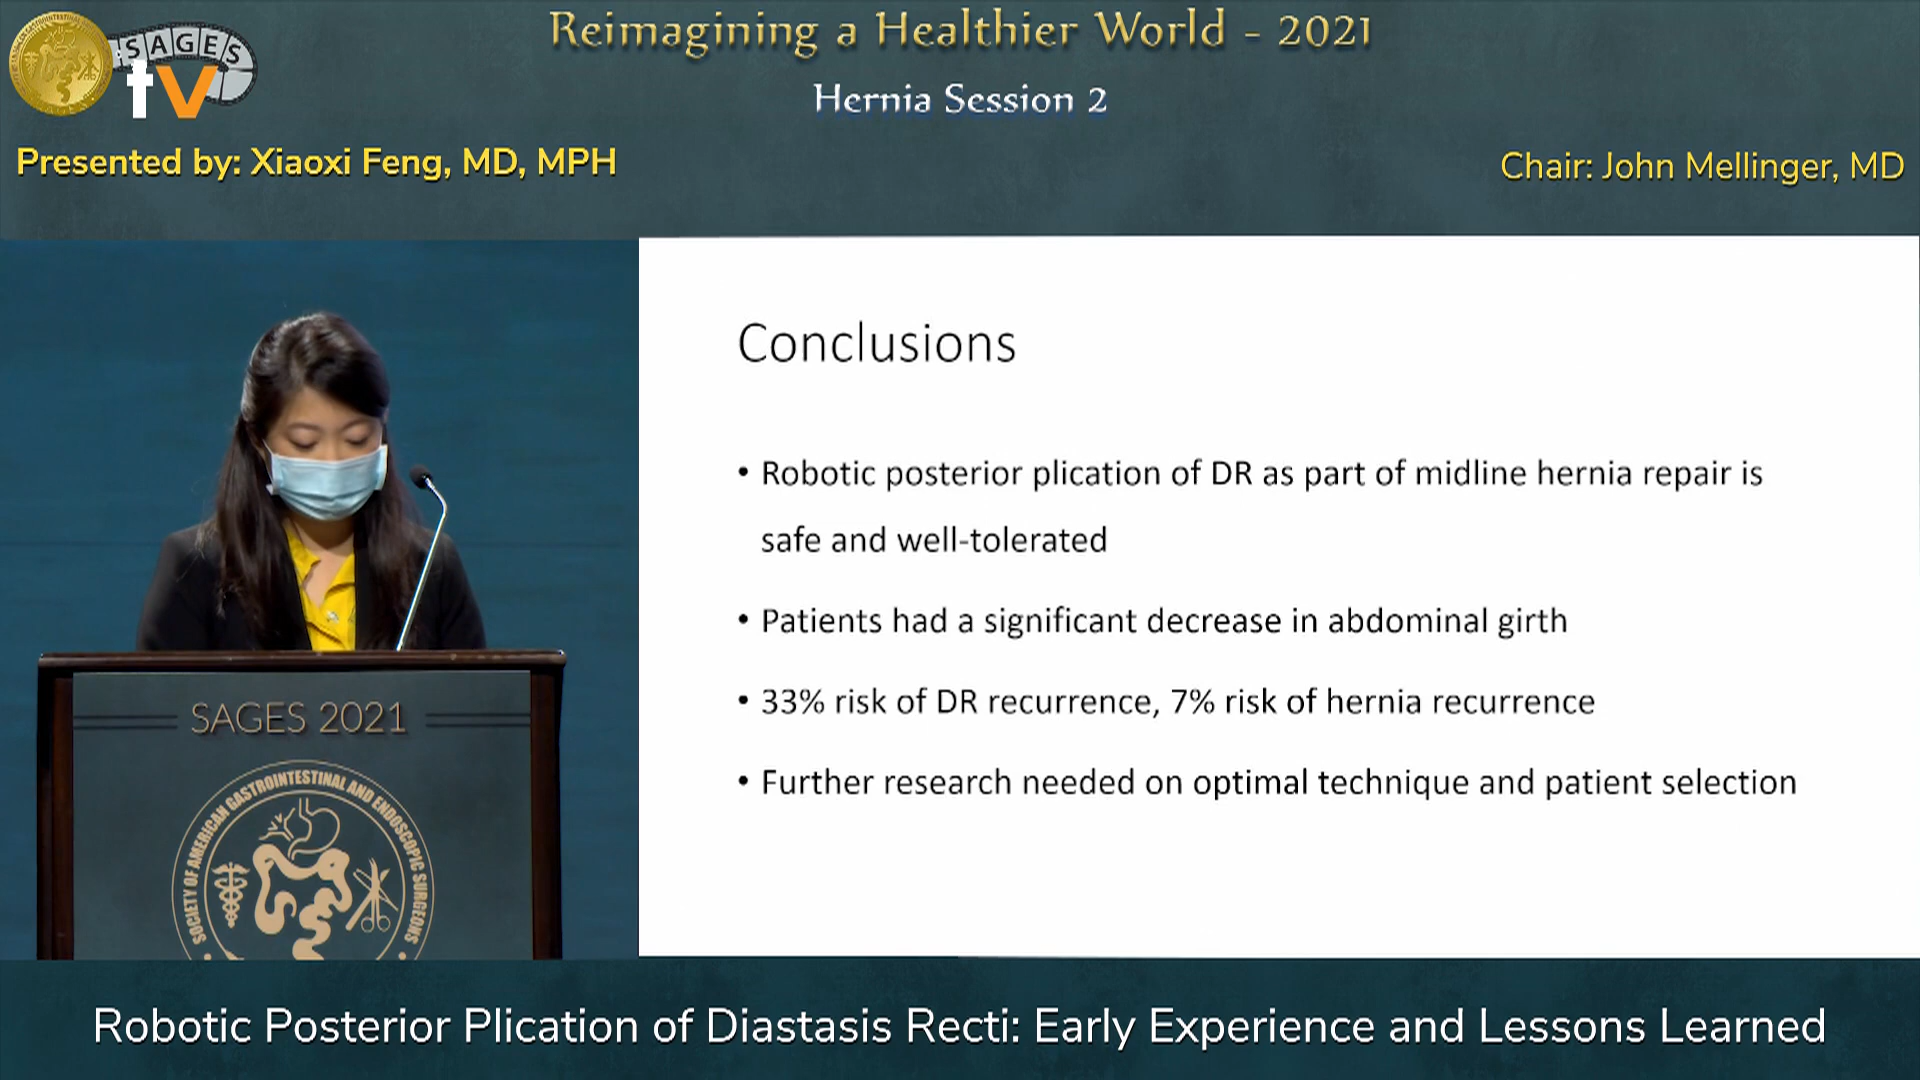 Reimagining a Healthier World - 2021
SAGES
tv
Hernia Session 2
Presented by: Xiaoxi Feng, MD, MPH
Chair: John Mellinger, MD
Conclusions
• Robotic posterior plication of DR as part of midline hernia repair is
safe and well-tolerated
• Patients had a significant decrease in abdominal girth
• 33% risk of DR recurrence, 7% risk of hernia recurrence
• Further research needed on optimal technique and patient selection
SAGES 2021
SOCIETY OF AMERICAN GASTROINTESTINAL AND ENDOSCOPIC SURGEONS
Robotic Posterior Plication of Diastasis Recti: Early Experience and Lessons Learned